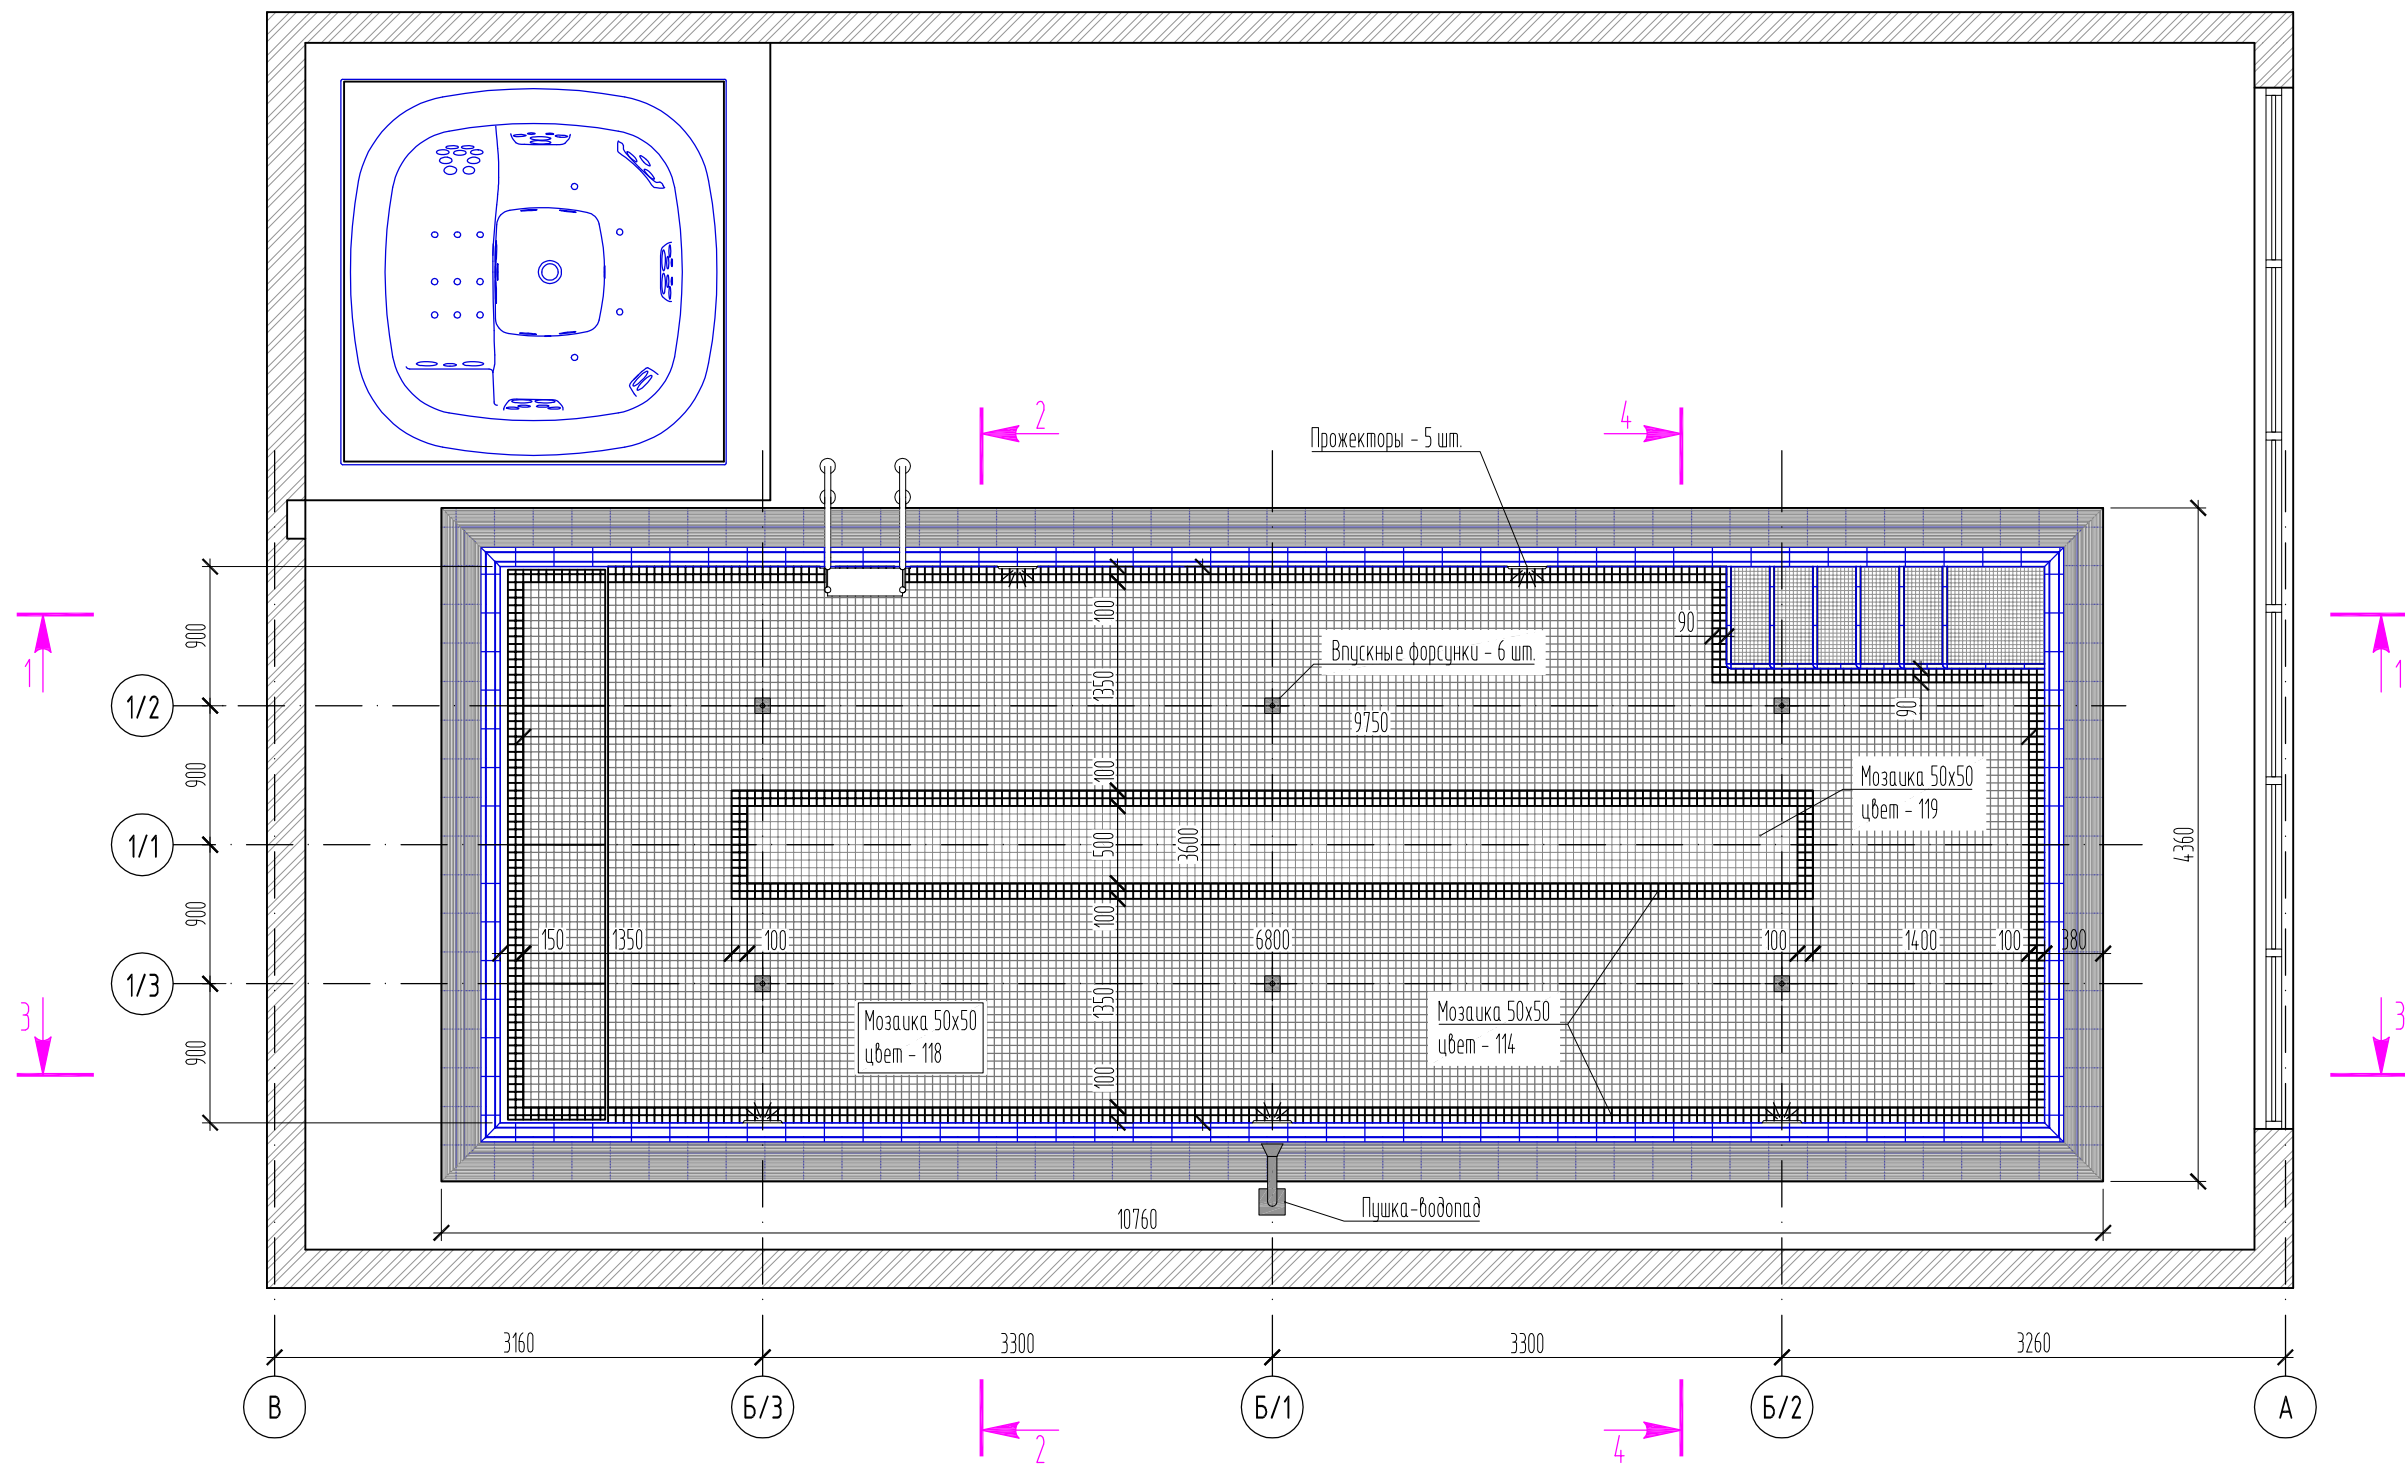 2
4
Прожекторы - 5 шт.
900
100
90
Впускные форсунки - 6 шт.
1
1
1350
1/2
90
9750
900
100
Мозаика 50х50
цвет - 119
1/1
500
3600
4360
900
100
150
1350
100
6800
100
1400
100
380
1/3
3
1350
Мозаика 50х50
цвет - 118
Мозаика 50х50
цвет - 114
3
900
100
Пушка-водопад
10760
3160
3300
3300
3260
В
Б/3
Б/1
Б/2
А
2
4